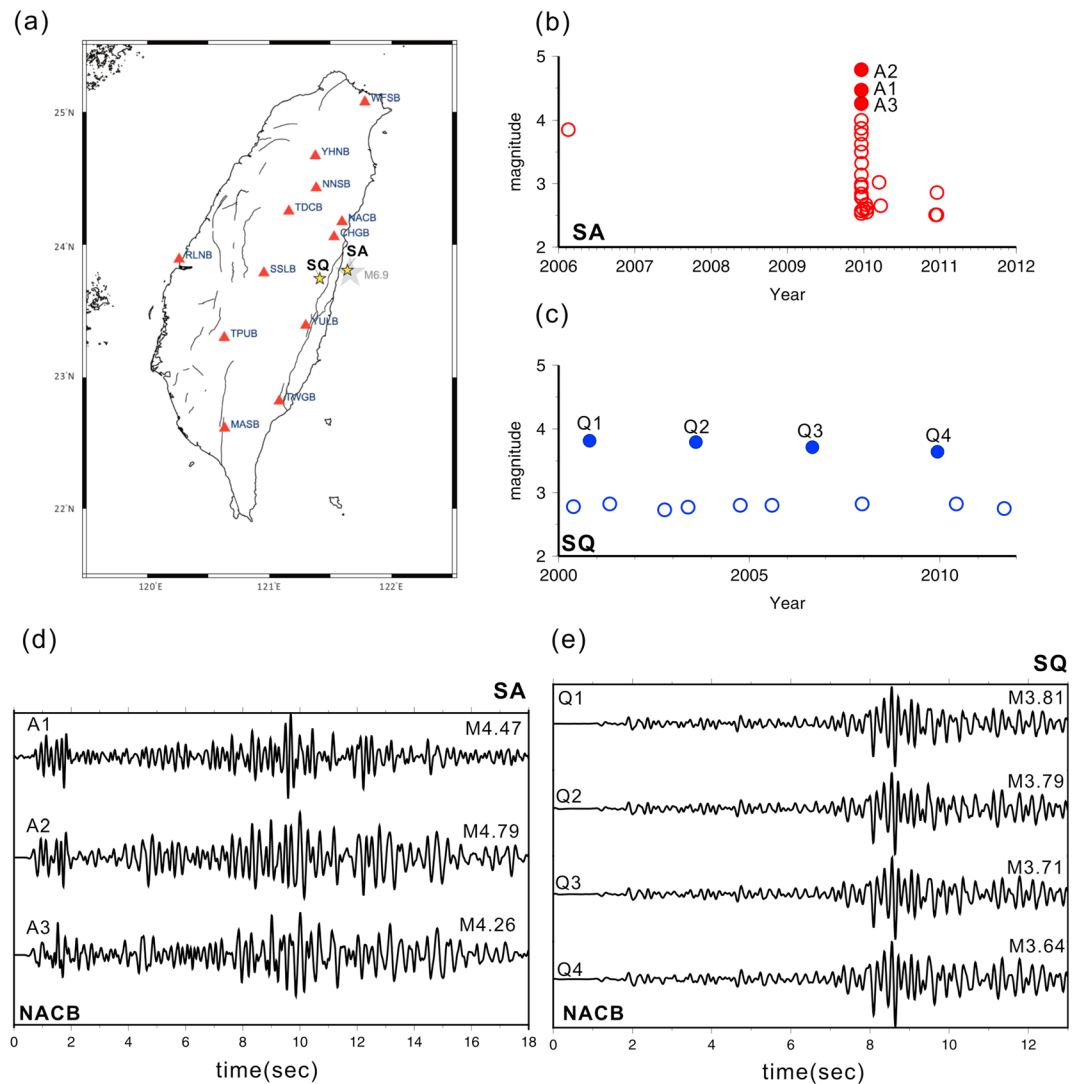 (a)
25°N
24°N
23°N
22°N
120°E
121°E
122°E
WFSB
YHNB
NNSB
TDCB
NACB
CHGB
RLNB
SSLB
SQ
SA
M6.9
YULB
TPUB
TWGB
MASB
(b)
5
4
3
2
magnitude
A2
A1
A3
SA
2006
2007
2008
2009
2010
2011
2012
Year
(c)
5
4
3
2
magnitude
Q1
Q2
Q3
Q4
SQ
2000
2005
2010
Year
(d)
SA
A1
M4.47
A2
M4.79
A3
M4.26
NACB
0
2
4
6
8
10
12
14
16
18
time(sec)
(e)
SQ
Q1
M3.81
Q2
M3.79
Q3
M3.71
Q4
M3.64
NACB
0
2
4
6
8
10
12
time(sec)